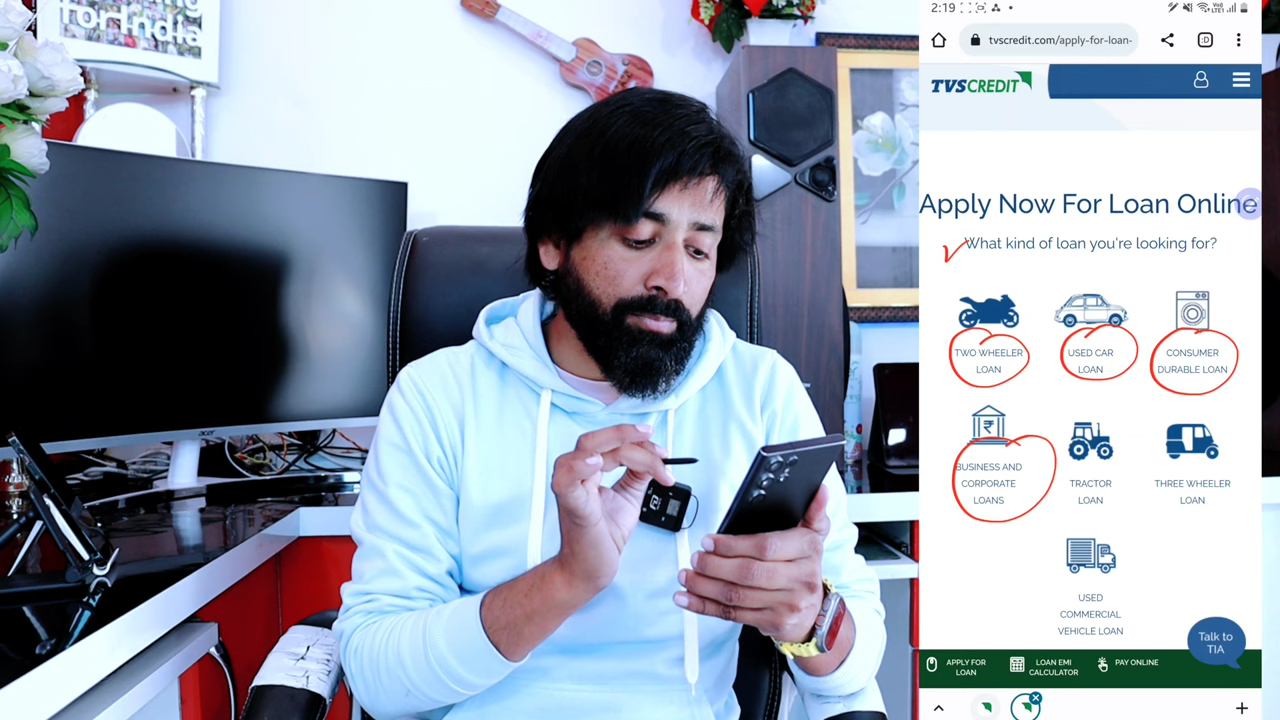 forIndia
acer
2:19
tvscredit.com/apply-for-loan-
:D
TVS CREDIT
Apply Now For Loan Online
What kind of loan you're looking for?
TWO WHEELER
LOAN
USED CAR
LOAN
CONSUMER
DURABLE LOAN
BUSINESS AND
CORPORATE
LOANS
TRACTOR
LOAN
THREE WHEELER
LOAN
USED
COMMERCIAL
VEHICLE LOAN
Talk to
TIA
APPLY FOR
LOAN
LOAN EMI
CALCULATOR
PAY ONLINE